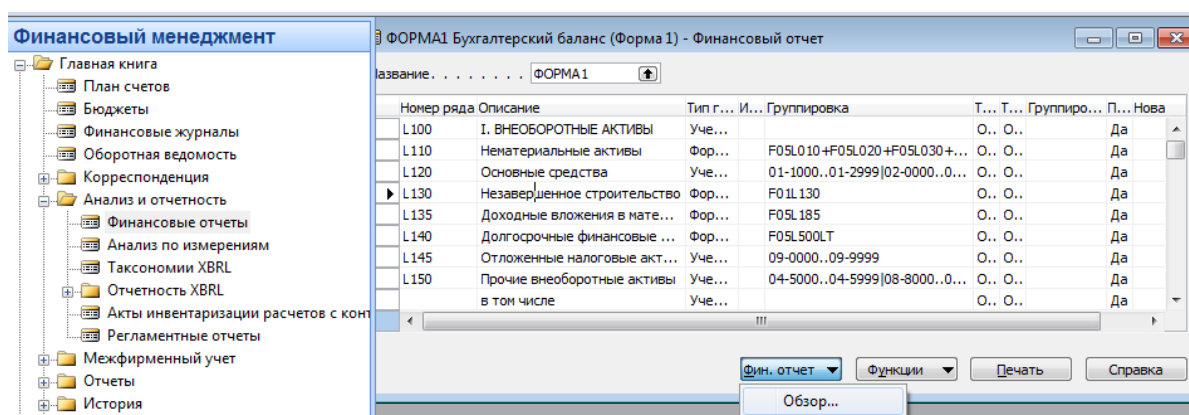 Финансовый менеджмент
Главная книга
План счетов
Бюджеты
Финансовые журналы
Оборотная ведомость
Корреспонденция
Анализ и отчетность
Финансовые отчеты
Анализ по измерениям
Таксономии XBRL
Отчетность XBRL
Акты инвентаризации расчетов с конт
Регламентные отчеты
Межфирменный учет
Отчеты
История
ФОРМА1 Бухгалтерский баланс (Форма 1) - Финансовый отчет
Название. . . . . . . . ФОРМА1
Номер ряда Описание Тип г... И... Группировка Т... Т... Группиро... П... Нова
L100 I. ВНЕОБОРОТНЫЕ АКТИВЫ Уче... О.. О.. Да
L110 Нематериальные активы Фор... F05L010+F05L020+F05L030+... О.. О.. Да
L120 Основные средства Уче... 01-1000..01-2999|02-0000..0... О.. О.. Да
L130 Незавершенное строительство Фор... F01L130 О.. О.. Да
L135 Доходные вложения в мате... Фор... F05L185 О.. О.. Да
L140 Долгосрочные финансовые ... Фор... F05L500LT О.. О.. Да
L145 Отложенные налоговые акт... Уче... 09-0000..09-9999 О.. О.. Да
L150 Прочие внеоборотные активы Уче... 04-5000..04-5999|08-8000..0... О.. О.. Да
в том числе Уче... О.. О.. Да
Фин. отчет Функции Печать Справка
Обзор...